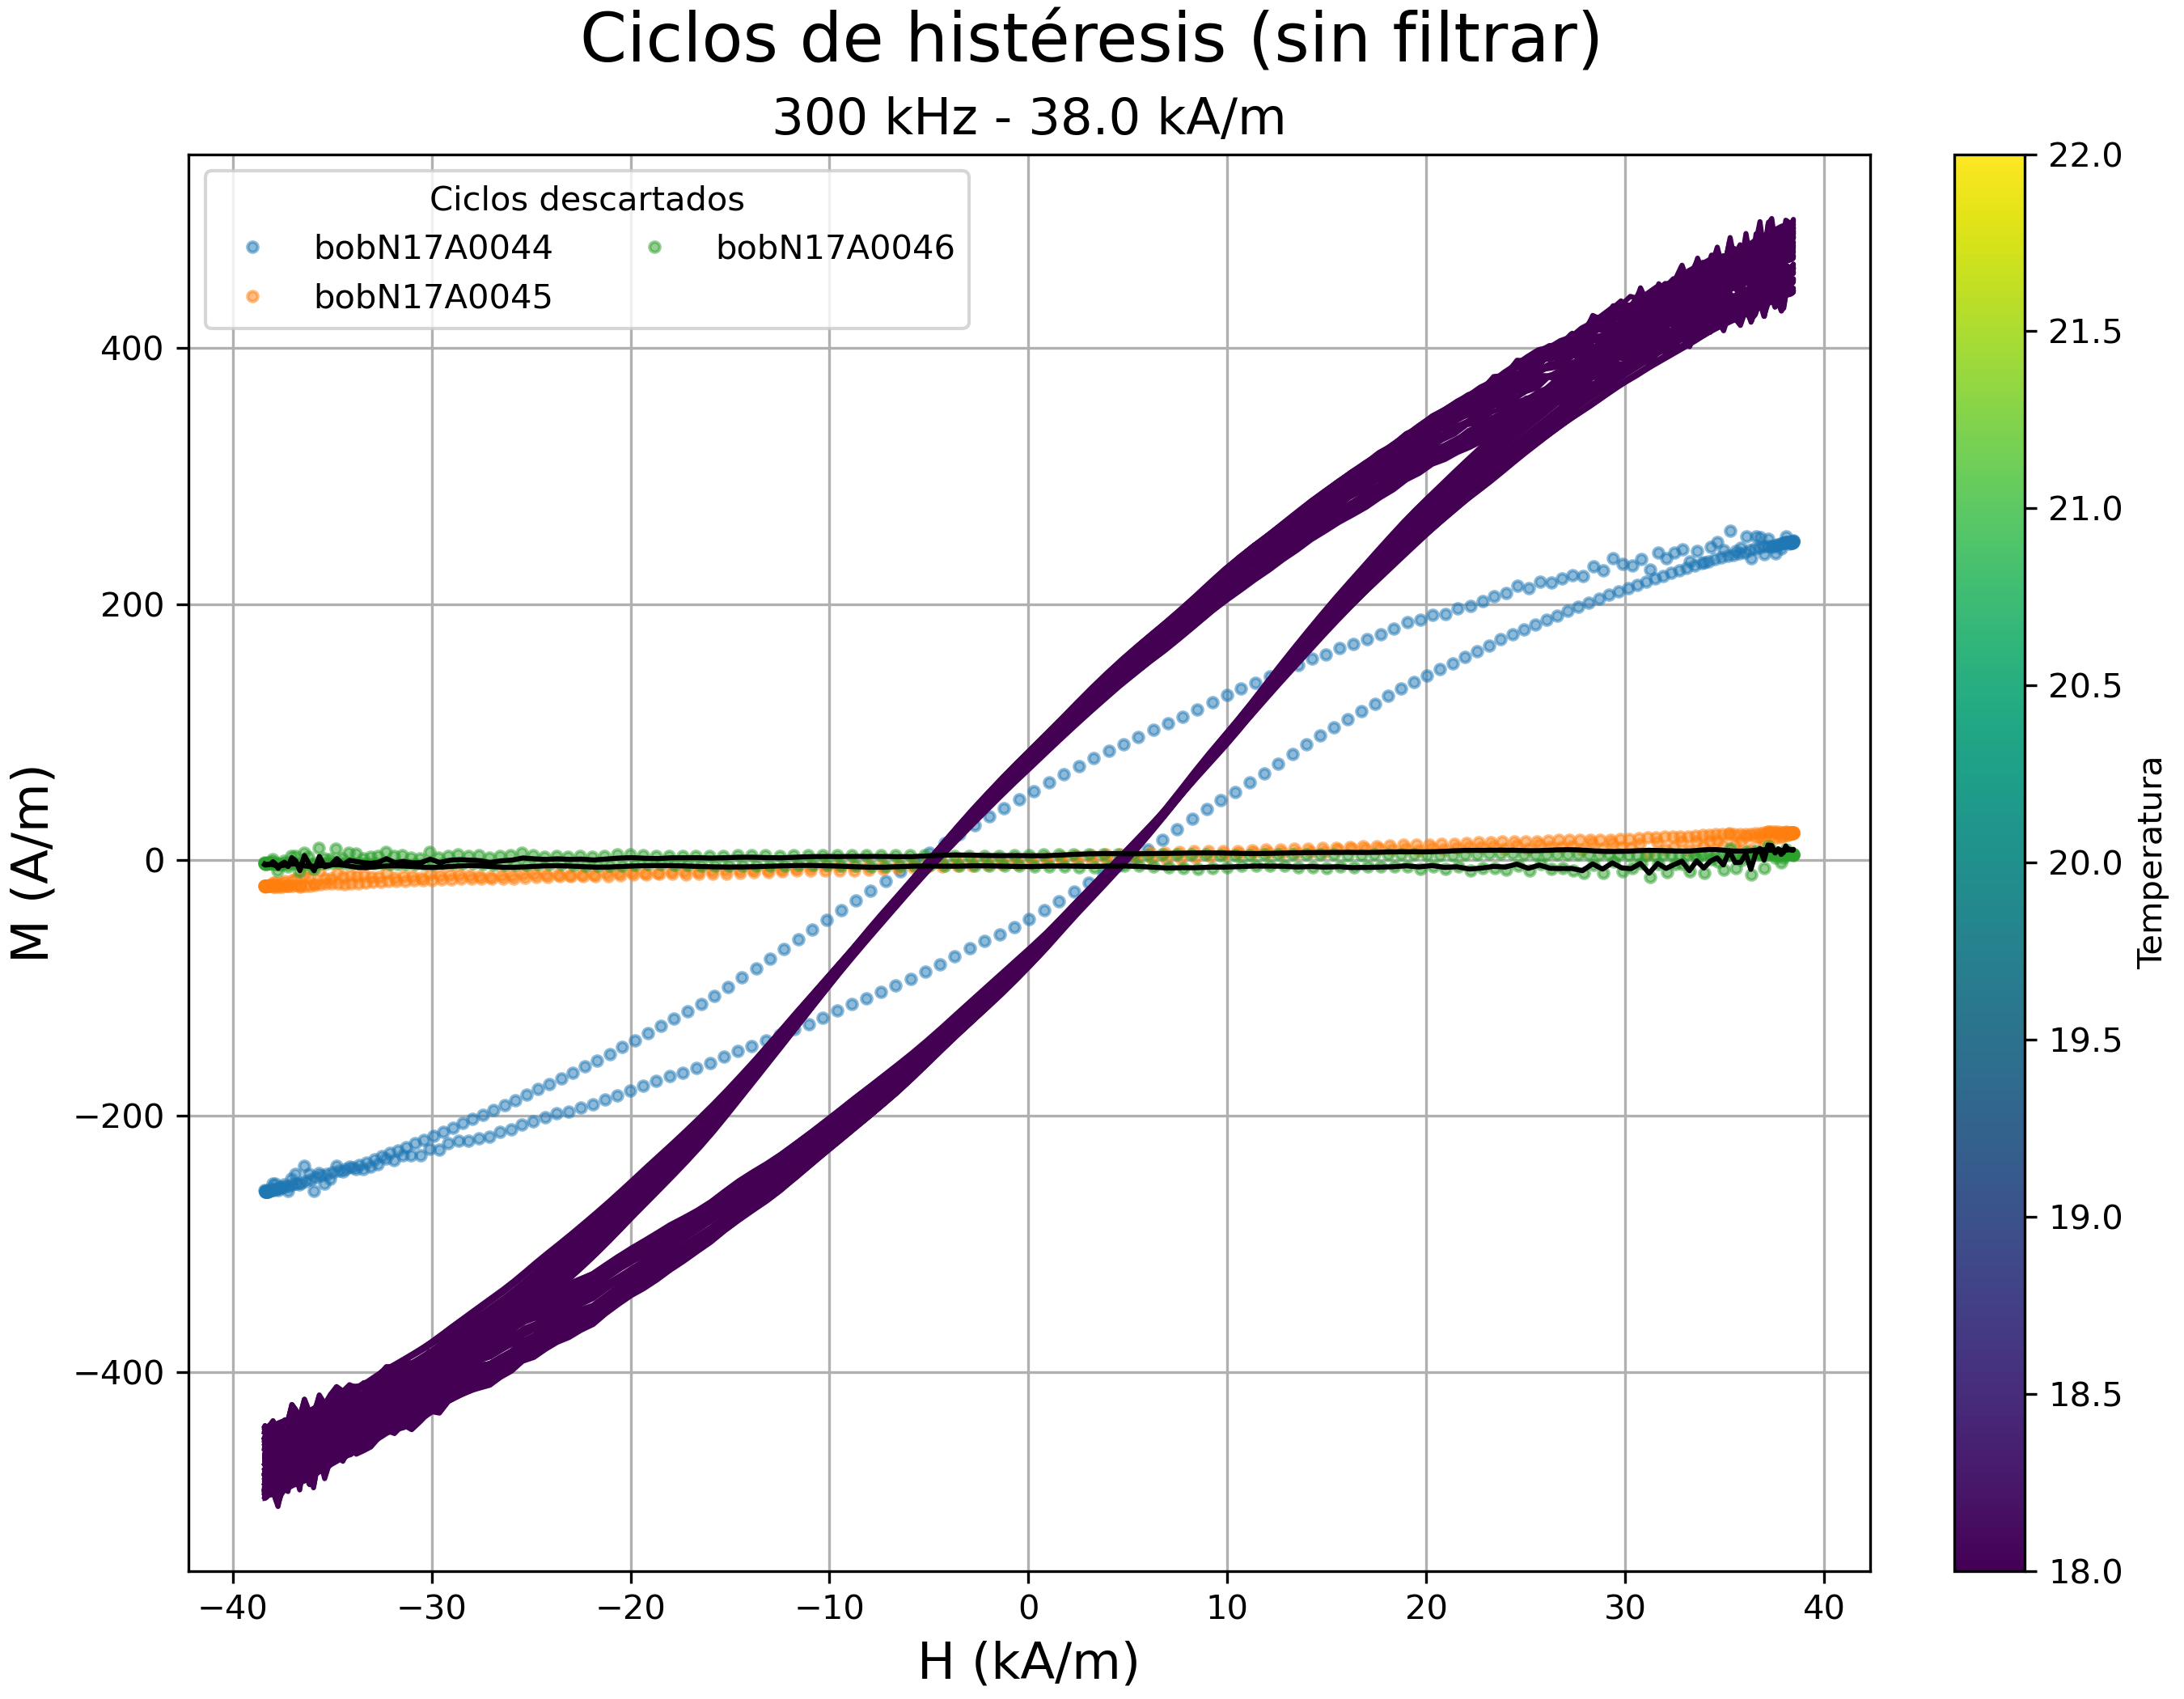 Ciclos de histéresis (sin filtrar)
300 kHz - 38.0 kA/m
Ciclos descartados
bobN17A0044
bobN17A0045
bobN17A0046
M (A/m)
400
200
0
−200
−400
−40 −30 −20 −10 0 10 20 30 40
H (kA/m)
22.0
21.5
21.0
20.5
20.0
19.5
19.0
18.5
18.0
Temperatura